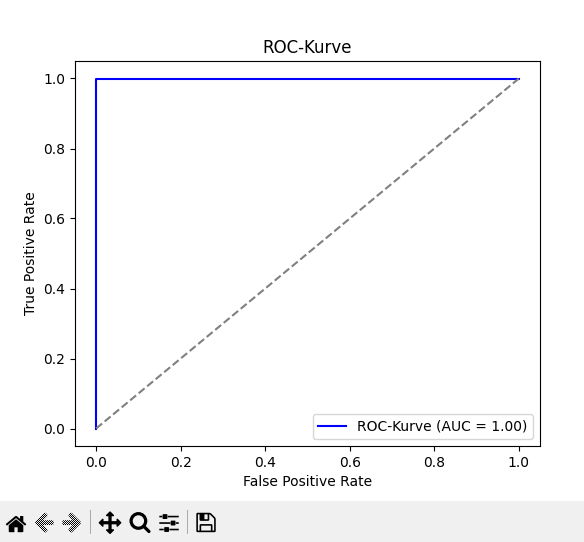 ROC-Kurve
1.0
0.8
0.6
0.4
0.2
0.0
True Positive Rate
ROC-Kurve (AUC = 1.00)
0.0 0.2 0.4 0.6 0.8 1.0
False Positive Rate